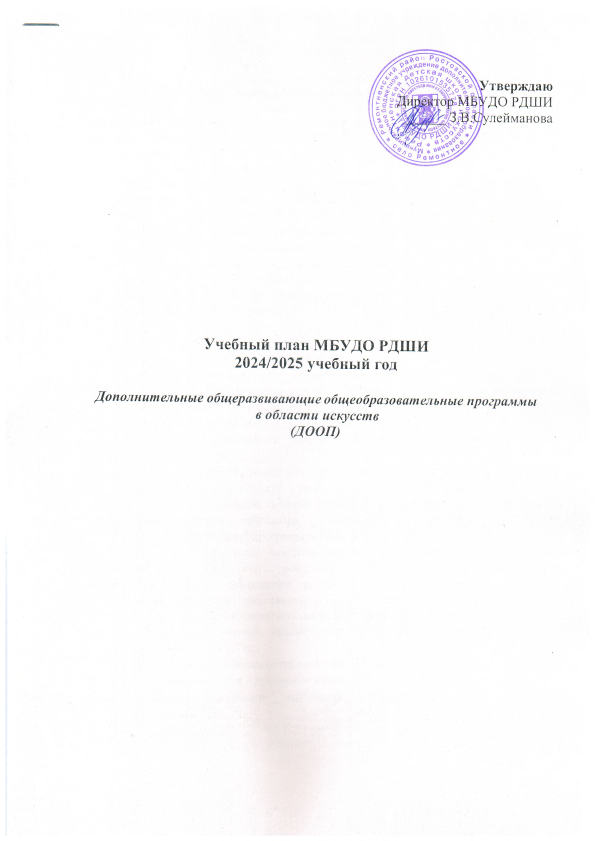 Утверждаю
Директор МБУДО РДШИ
З.В.Сулейманова
Учебный план МБУДО РДШИ
2024/2025 учебный год
Дополнительные общеразвивающие общеобразовательные программы
в области искусств
(ДООП)